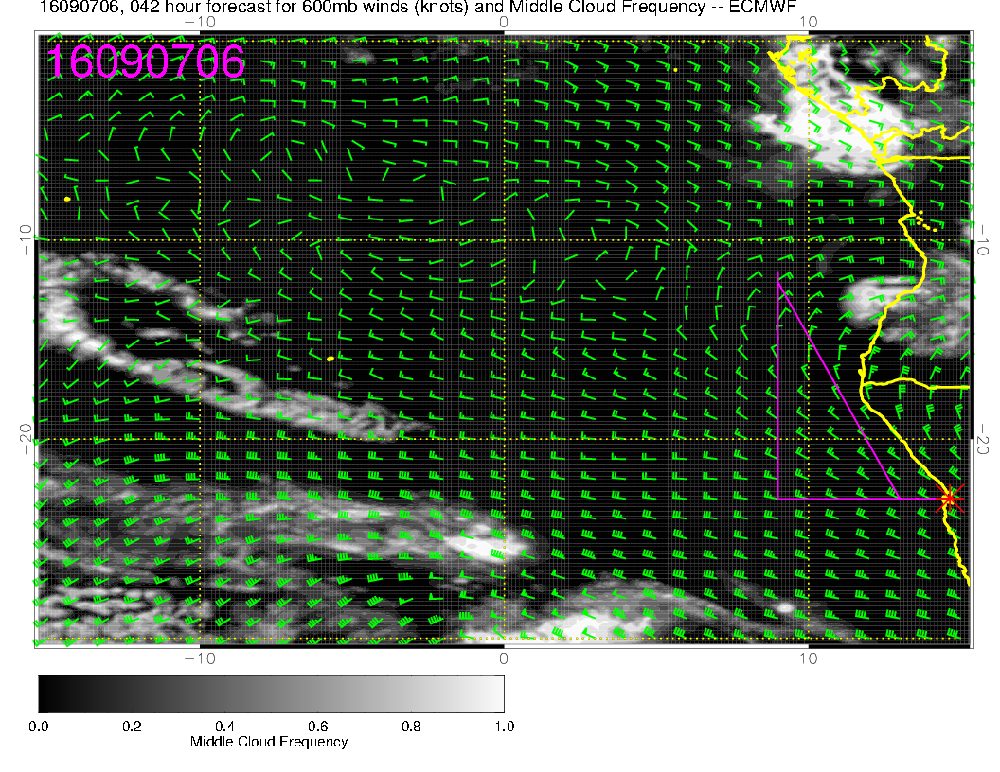 16090706, 042 hour forecast for 600mb winds (knots) and Middle Cloud Frequency -- ECMWF
−10 0 10
16090706
−10 −10
−20 −20
−10 0 10
0.0 0.2 0.4 0.6 0.8 1.0
Middle Cloud Frequency